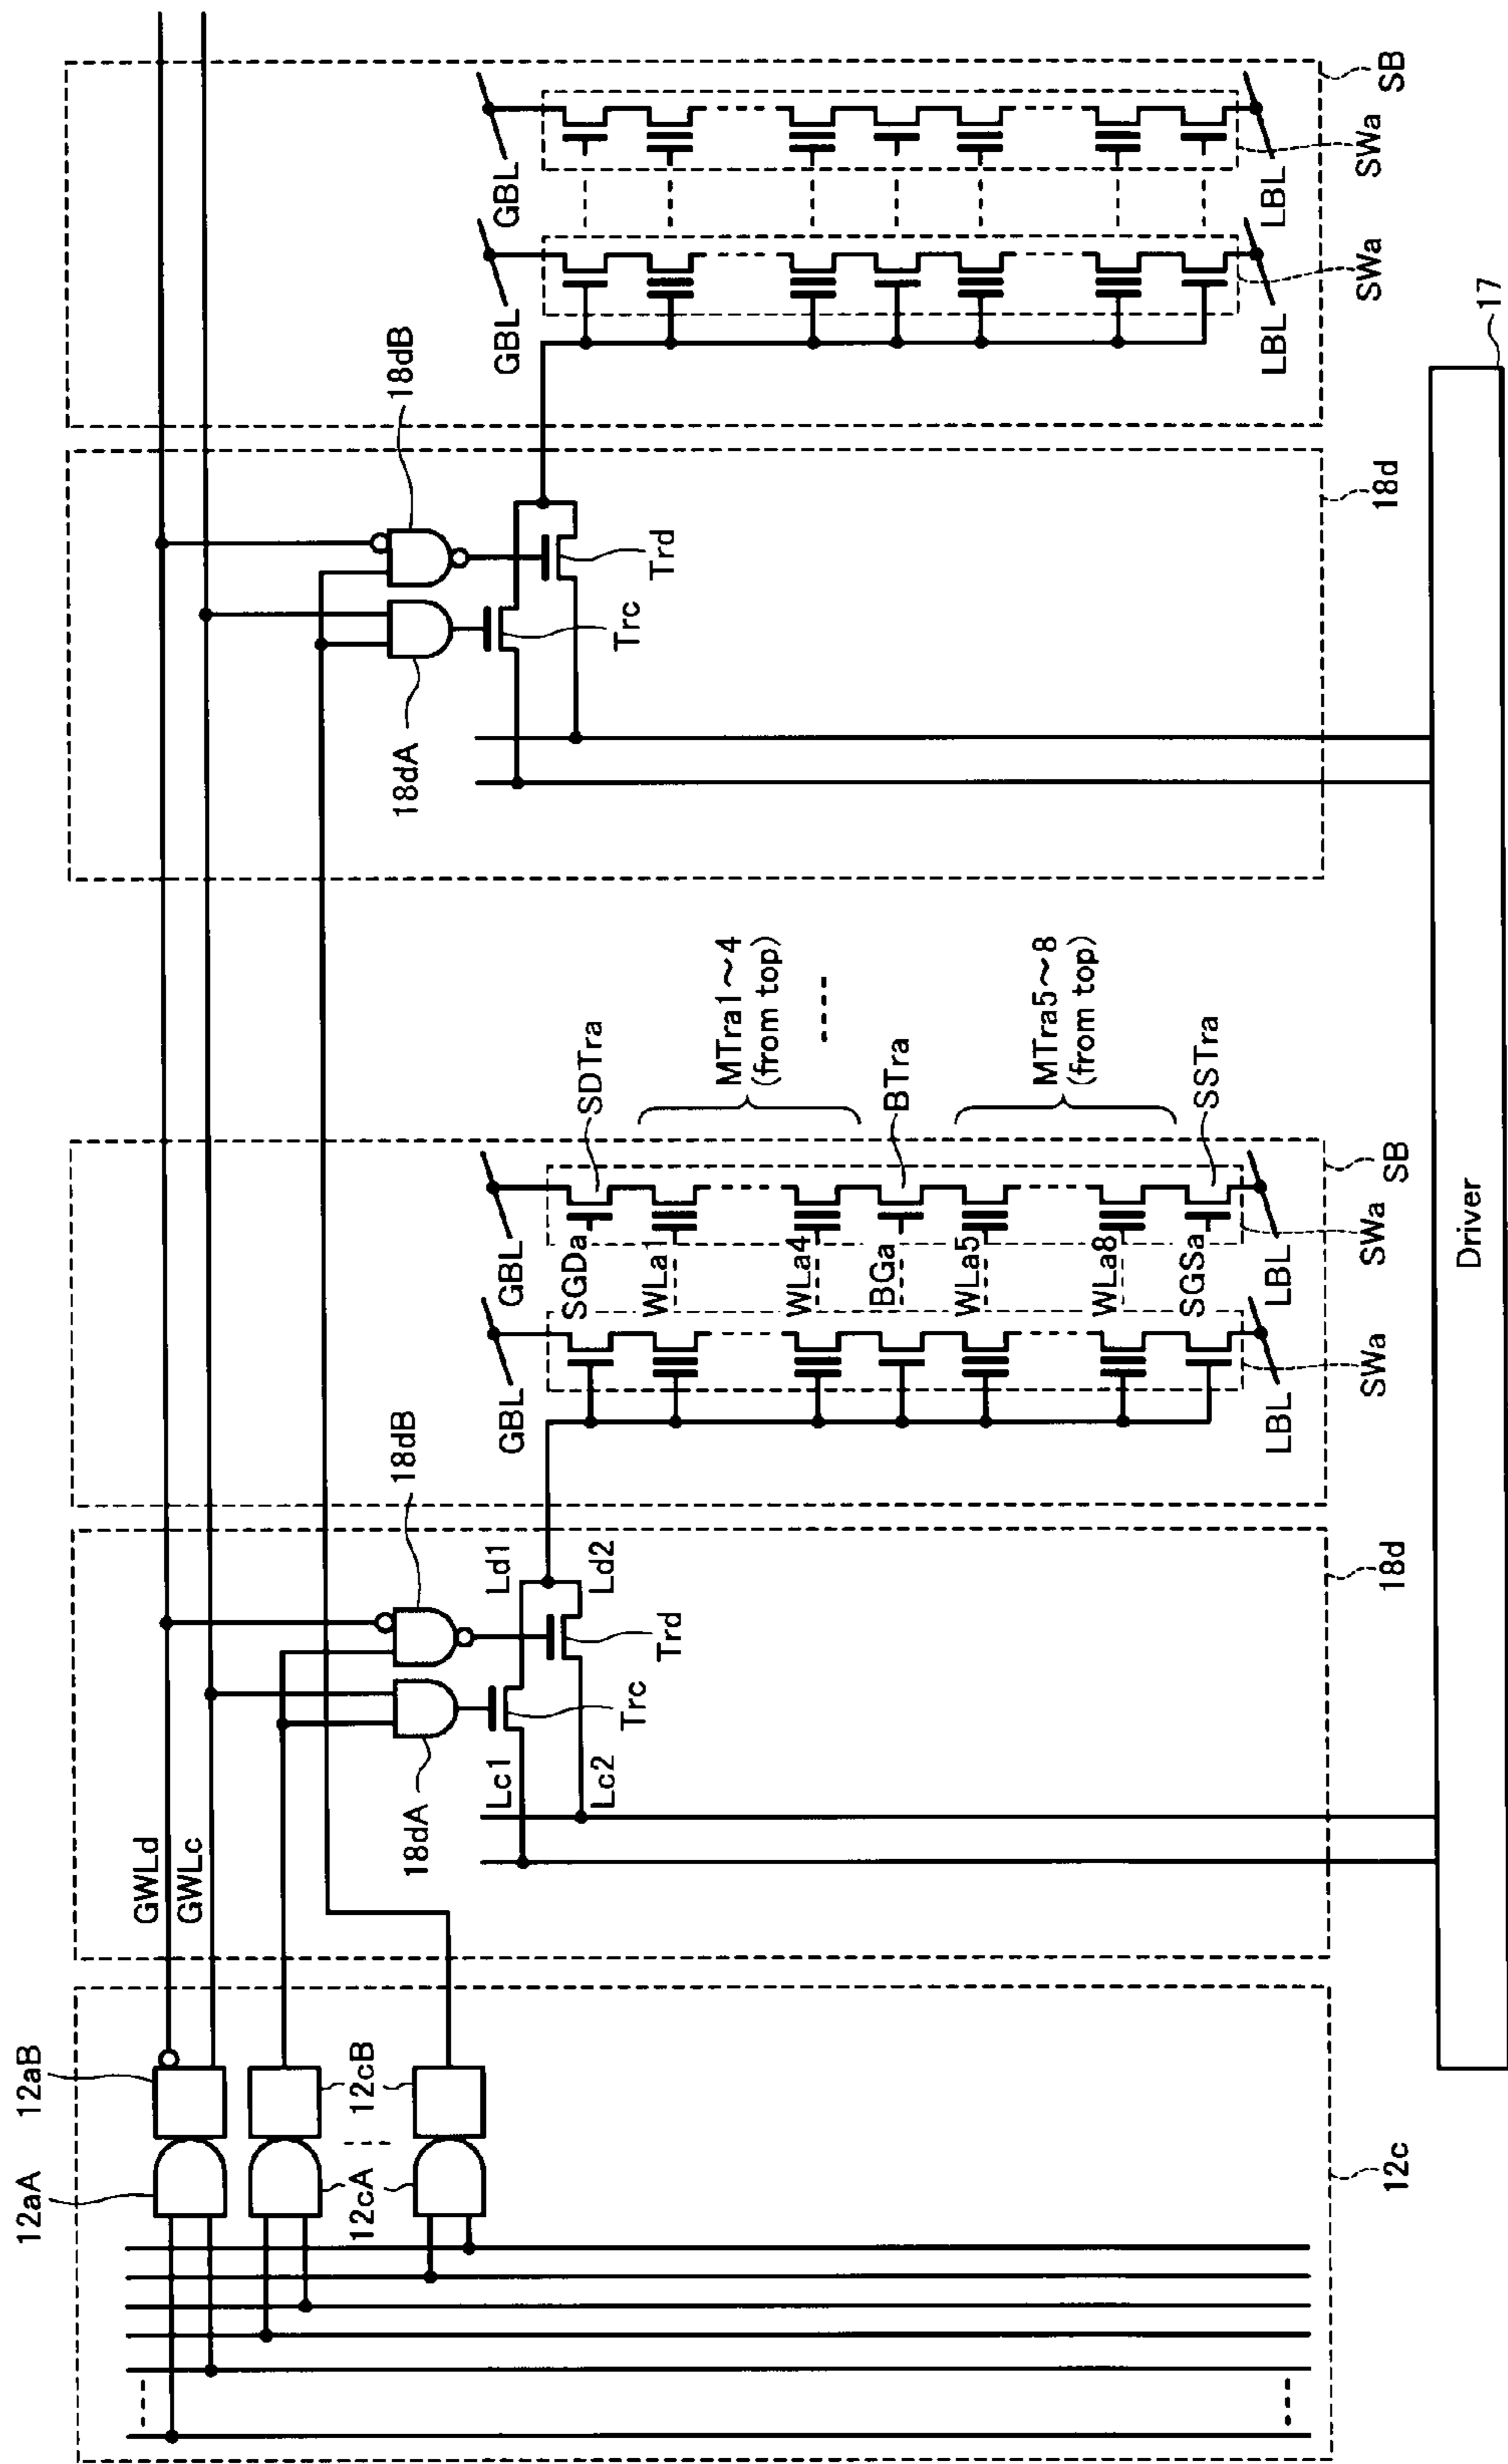 12aA
12aB
GWLd
GWLc
12cA
12cB
12c
18dA
18dB
Lc1
Ld1
Lc2
Ld2
Trc
Trd
18d
GBL
GBL
SGDa
WLa1
WLa4
BGa
WLa5
WLa8
SGSa
LBL
LBL
SWa
SWa
SB
SDTra
MTra1~4
(from top)
BTra
MTra5~8
(from top)
SSTra
18dA
18dB
Trc
Trd
18d
GBL
GBL
LBL
LBL
SWa
SWa
SB
Driver
17